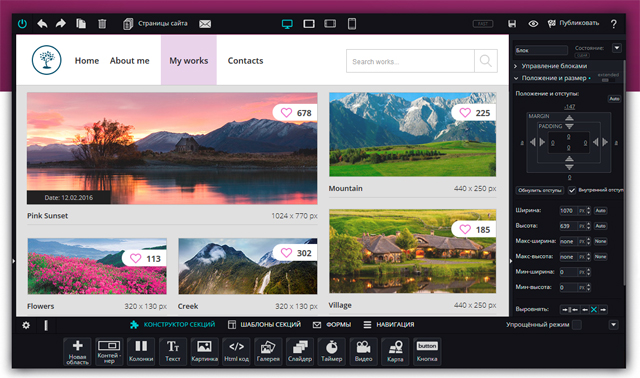 Страницы сайта
FAST
Публиковать
?
Home
About me
My works
Contacts
Search works...
678
Date: 12.02.2016
Pink Sunset
1024 x 770 px
225
Mountain
440 x 250 px
113
Flowers
320 x 130 px
302
Creek
320 x 130 px
185
Village
440 x 250 px
Блок
Состояние:
Управление блоками
Положение и размер
extended
Положение и отступы:
Auto
-147
MARGIN
PADDING
0
0
0
0
0
Обнулить отступы
Внутренний отступ
Ширина:
1070
PX
Auto
Высота:
639
PX
Auto
Макс-ширина:
none
PX
None
Макс-высота:
none
PX
None
Мин-ширина:
0
PX
Мин-высота:
0
PX
Выровнять:
КОНСТРУКТОР СЕКЦИЙ
ШАБЛОНЫ СЕКЦИЙ
ФОРМЫ
НАВИГАЦИЯ
Упрощённый режим
Новая область
Контей-нер
Колонки
Текст
Картинка
Html код
Галерея
Слайдер
Таймер
Видео
Карта
button
Кнопка